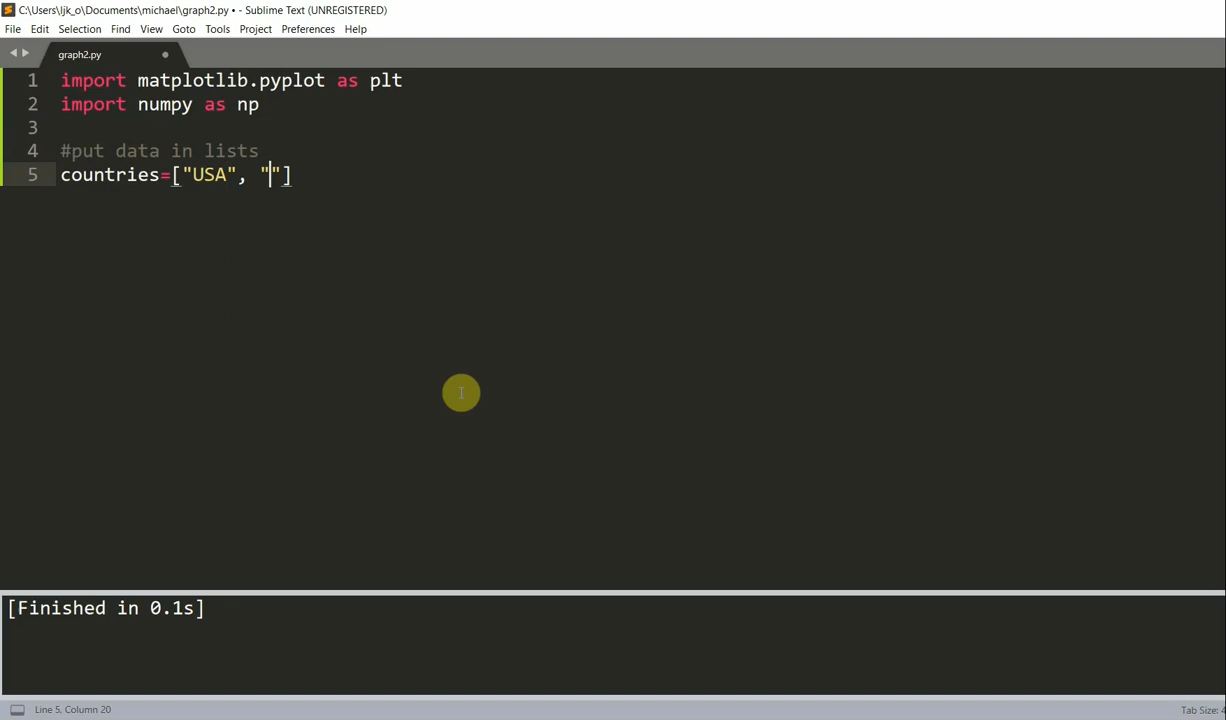 C:\Users\ljk_o\Documents\michael\graph2.py • - Sublime Text (UNREGISTERED)
File Edit Selection Find View Goto Tools Project Preferences Help
graph2.py
1 import matplotlib.pyplot as plt
2 import numpy as np
3
4 #put data in lists
5 countries=["USA", ""]
[Finished in 0.1s]
Line 5, Column 20
Tab Size: 4